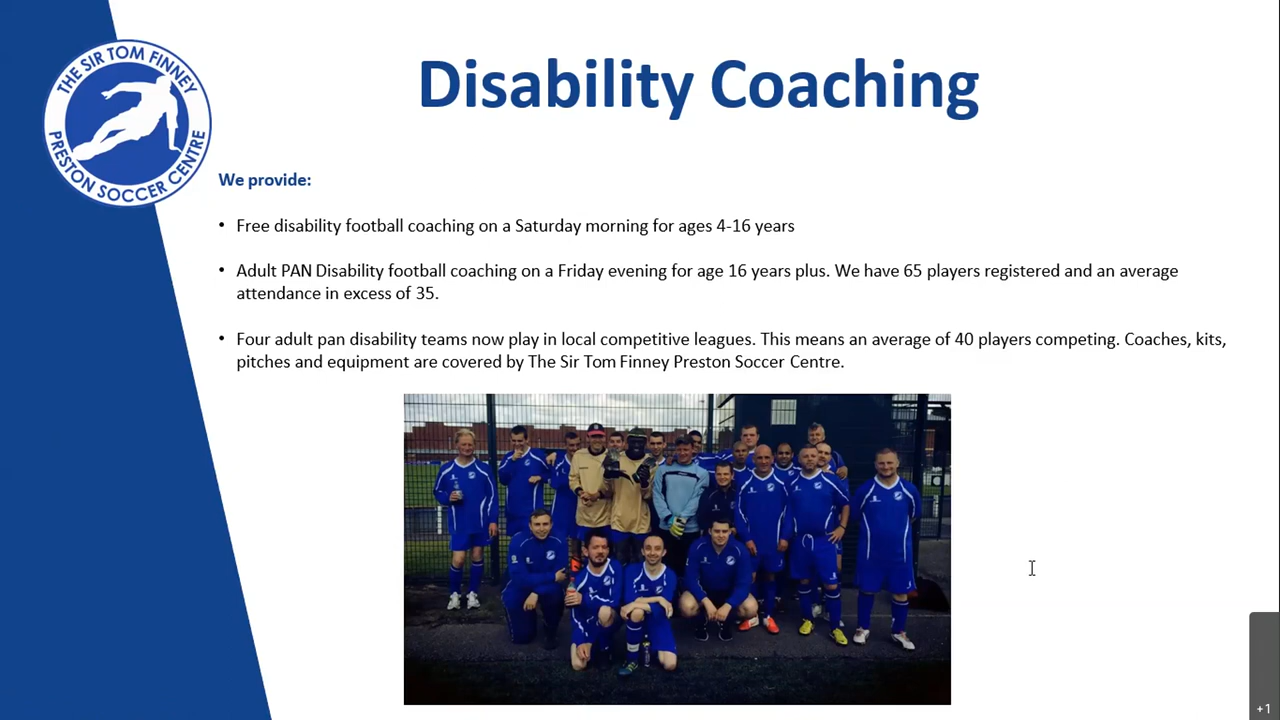 THE SIR TOM FINNEY
PRESTON SOCCER CENTRE
Disability Coaching
We provide:
• Free disability football coaching on a Saturday morning for ages 4-16 years
• Adult PAN Disability football coaching on a Friday evening for age 16 years plus. We have 65 players registered and an average
attendance in excess of 35.
• Four adult pan disability teams now play in local competitive leagues. This means an average of 40 players competing. Coaches, kits,
pitches and equipment are covered by The Sir Tom Finney Preston Soccer Centre.
+1